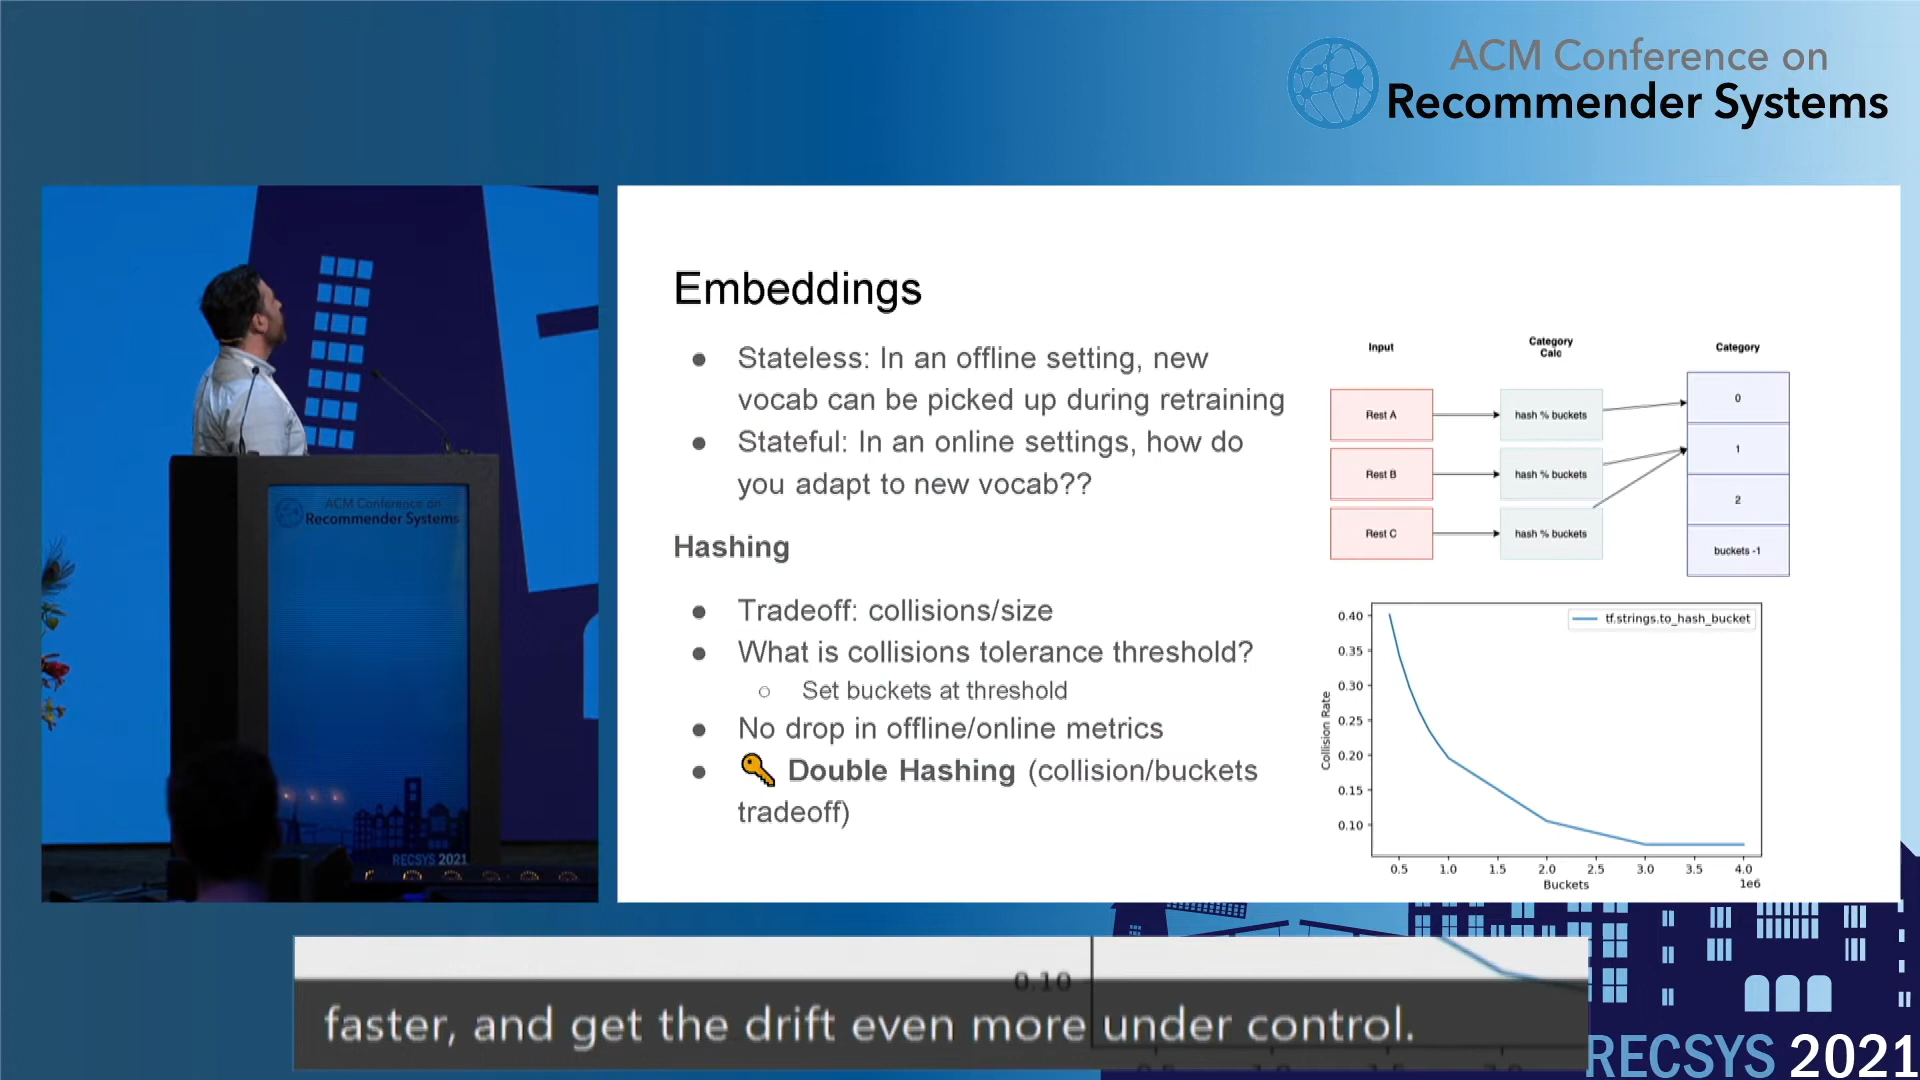 ACM Conference on
Recommender Systems
Embeddings
● Stateless: In an offline setting, new
vocab can be picked up during retraining
● Stateful: In an online settings, how do
you adapt to new vocab??
Hashing
● Tradeoff: collisions/size
● What is collisions tolerance threshold?
○ Set buckets at threshold
● No drop in offline/online metrics
● 🔑 Double Hashing (collision/buckets
tradeoff)
Input
Category
Calc
Category
Rest A
hash % buckets
0
Rest B
hash % buckets
1
Rest C
hash % buckets
2
buckets -1
tf.strings.to_hash_bucket
Collision Rate
0.40
0.35
0.30
0.25
0.20
0.15
0.10
0.5 1.0 1.5 2.0 2.5 3.0 3.5 4.0
Buckets
1e6
ACM Conference on
Recommender Systems
RECSYS 2021
0.10
faster, and get the drift even more under control.
RECSYS 2021